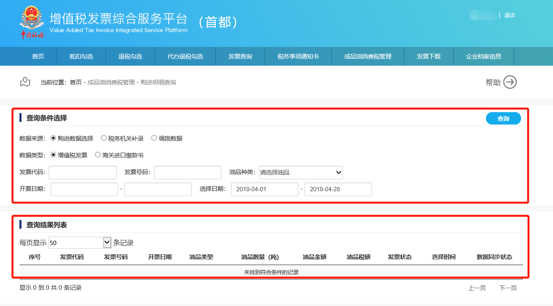 增值税发票综合服务平台 （首都）
Value Added Tax Invoice Integrated Service Platform
| 退出
首页 抵扣勾选 退税勾选 代办退税勾选 发票查询 税务事项通知书 成品油消费税管理 发票下载 企业档案信息
当前位置：首页 - 成品油消费税管理 - 购进明细查询 帮助
查询条件选择 查询
数据来源： 购进数据选择 税务机关补录 调医数据
数据类型： 增值税发票 海关进口缴款书
发票代码： 发票号码： 油品种类： 请选择油品
开票日期： - 选择日期： 2019-04-01 - 2019-04-28
查询结果列表
每页显示 50 条记录
序号 发票代码 发票号码 开票日期 油品类型 油品数量（吨） 油品金额 油品税额 发票状态 选择时间 数据同步状态
未找到符合条件的记录
显示 0 到 0 共 0 条记录 上一页 下一页